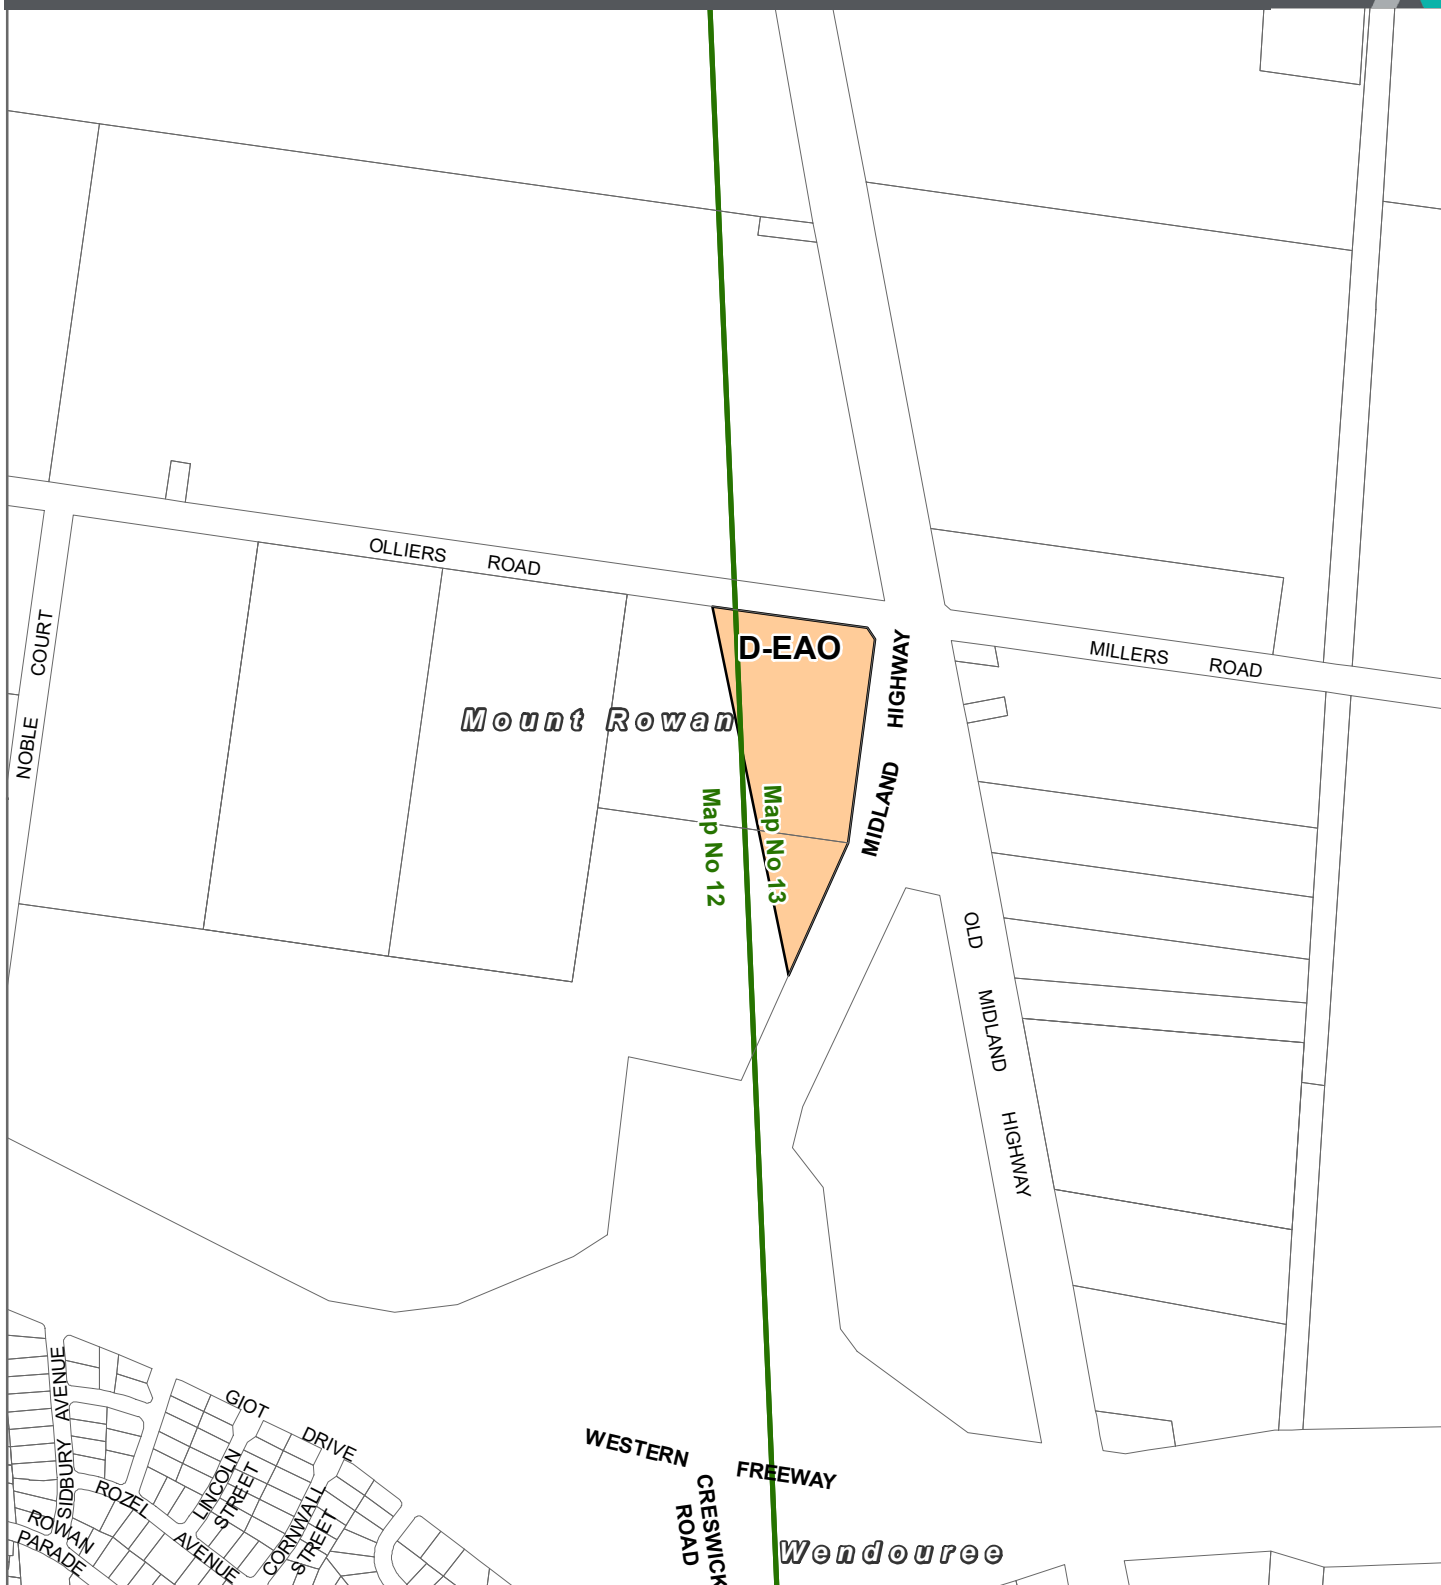 OLLIERS ROAD
NOBLE COURT
D-EAO
MIDLAND HIGHWAY
MILLERS ROAD
Mount Rowan
Map No 12
Map No 13
OLD MIDLAND HIGHWAY
SIDBURY AVENUE
GIOT DRIVE
LINCOLN
STREET
CORNWALL
STREET
ROZEL AVENUE
ROWAN
PARADE
WESTERN FREEWAY
CRESWICK
ROAD
Wendouree